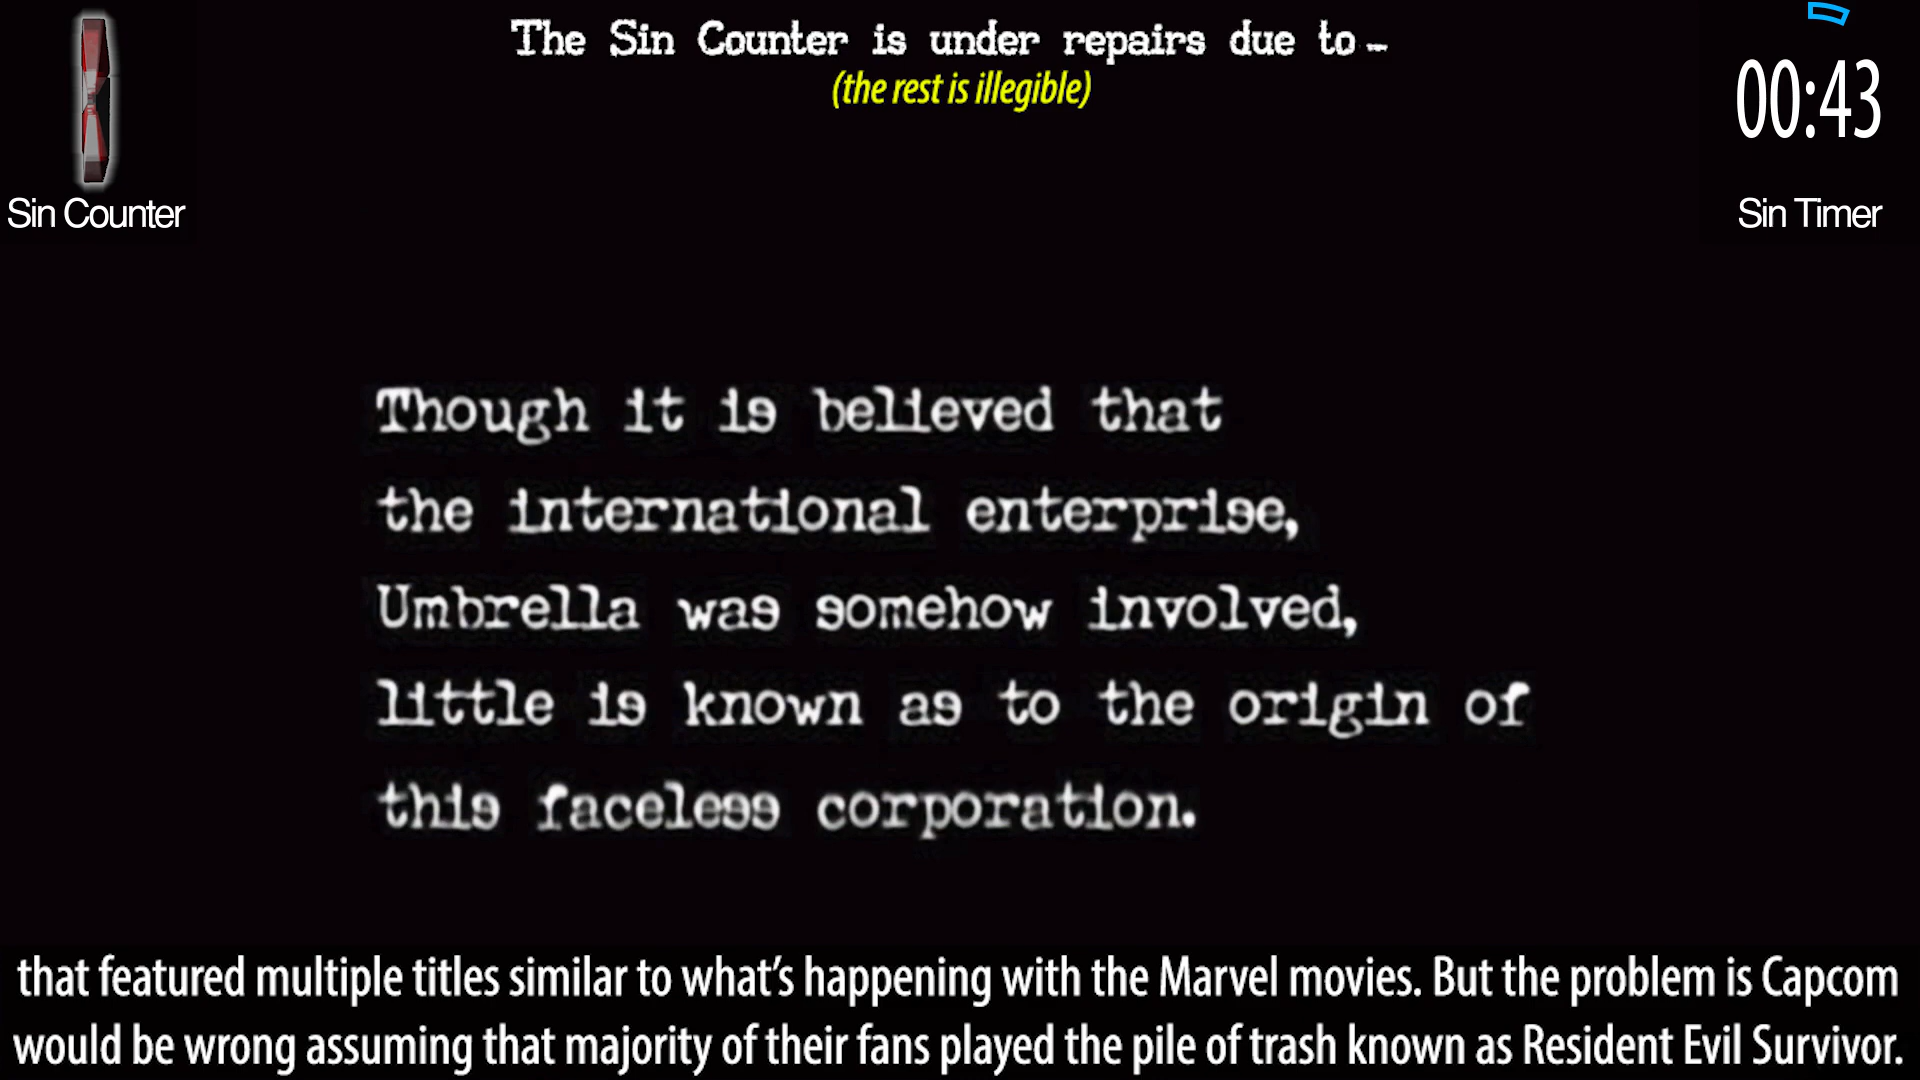 The Sin Counter is under repairs due to-
(the rest is illegible)
00:43
Sin Counter
Sin Timer
Though it is believed that
the international enterprise,
Umbrella was somehow involved,
little is known as to the origin of
this faceless corporation.
that featured multiple titles similar to what's happening with the Marvel movies. But the problem is Capcom
would be wrong assuming that majority of their fans played the pile of trash known as Resident Evil Survivor.